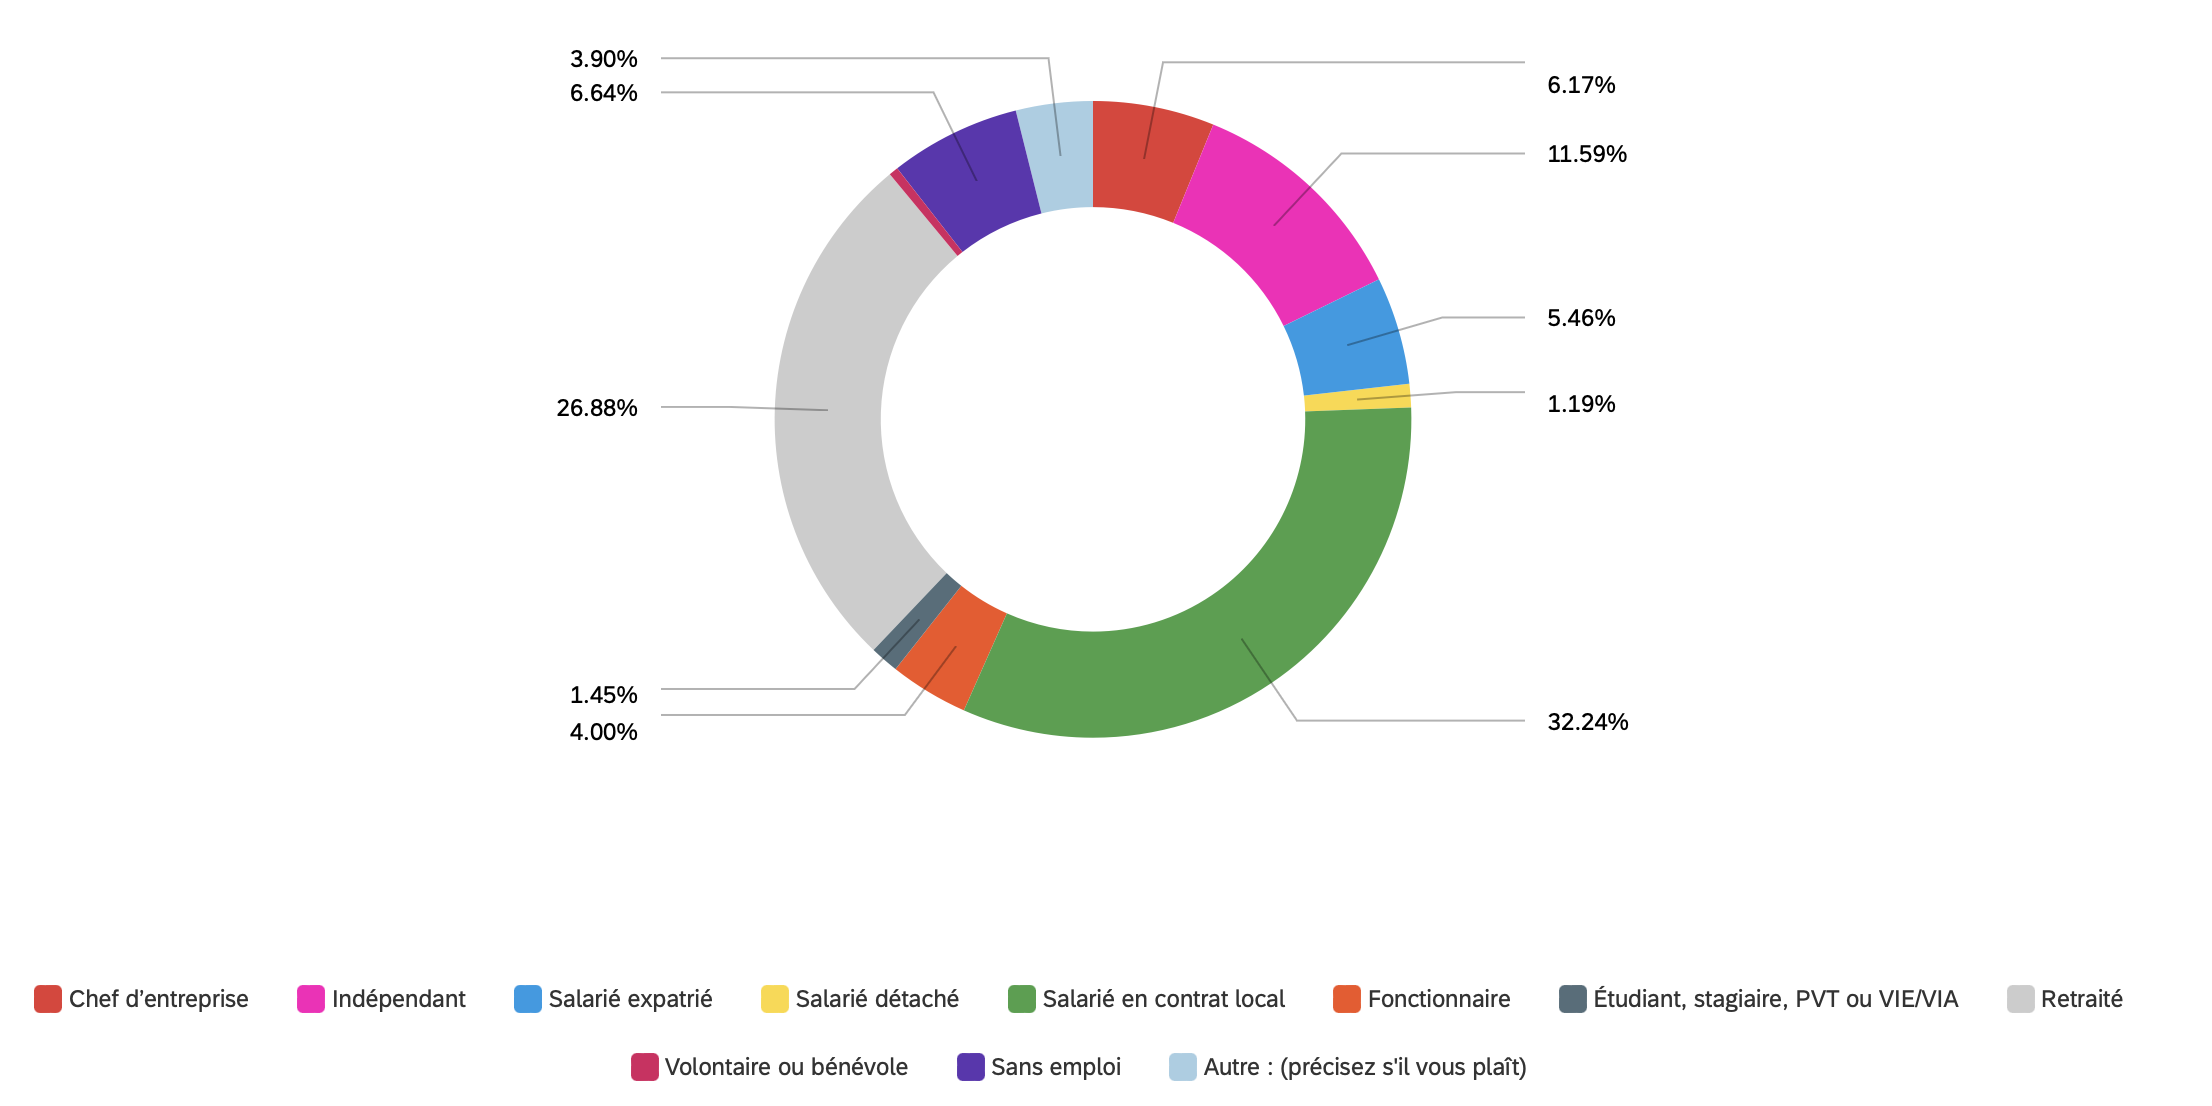 3.90%
6.64%
6.17%
11.59%
5.46%
1.19%
26.88%
1.45%
4.00%
32.24%
Chef d’entreprise
Indépendant
Salarié expatrié
Salarié détaché
Salarié en contrat local
Fonctionnaire
Étudiant, stagiaire, PVT ou VIE/VIA
Retraité
Volontaire ou bénévole
Sans emploi
Autre : (précisez s'il vous plaît)